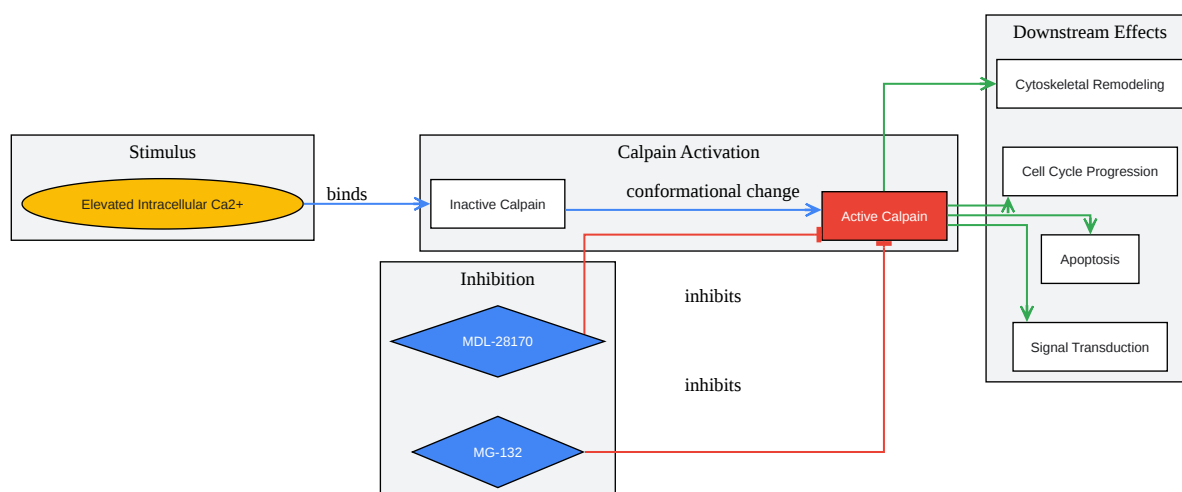 Downstream Effects
Cytoskeletal Remodeling
Stimulus
Calpain Activation
Cell Cycle Progression
Elevated Intracellular Ca2+
binds
Inactive Calpain
conformational change
Active Calpain
Apoptosis
Inhibition
inhibits
MDL-28170
Signal Transduction
inhibits
MG-132